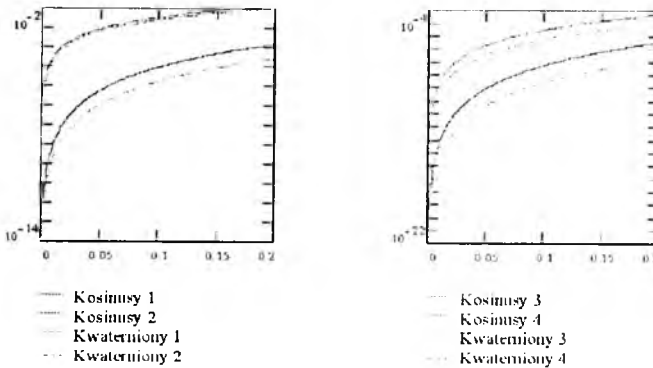 10⁻²
10⁻¹⁴
0 0.05 0.1 0.15 0.2
Kosinusy 1
Kosinusy 2
Kwaterniony 1
Kwaterniony 2
0 0.05 0.1 0.15
Kosinusy 3
Kosinusy 4
Kwaterniony 3
Kwaterniony 4